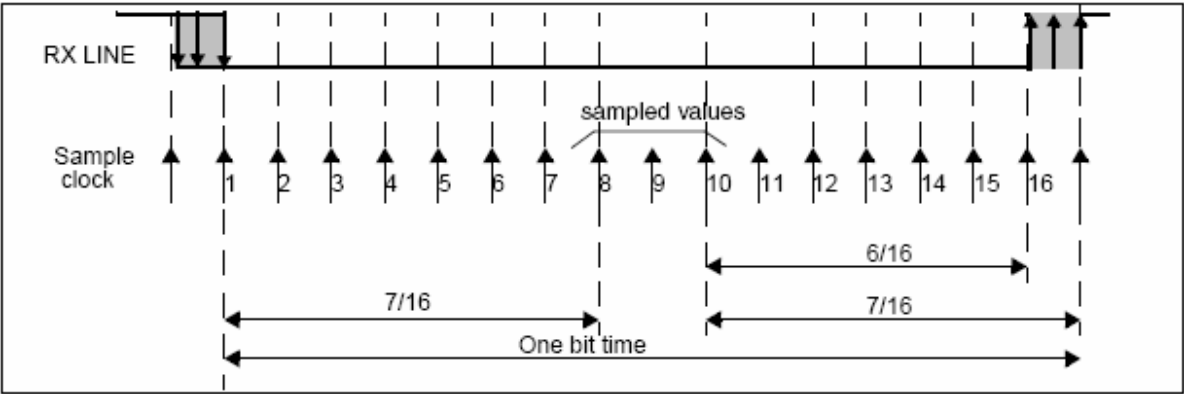 RX LINE
sampled values
Sample
clock
1 2 3 4 5 6 7 8 9 10 11 12 13 14 15 16
6/16
7/16
7/16
One bit time